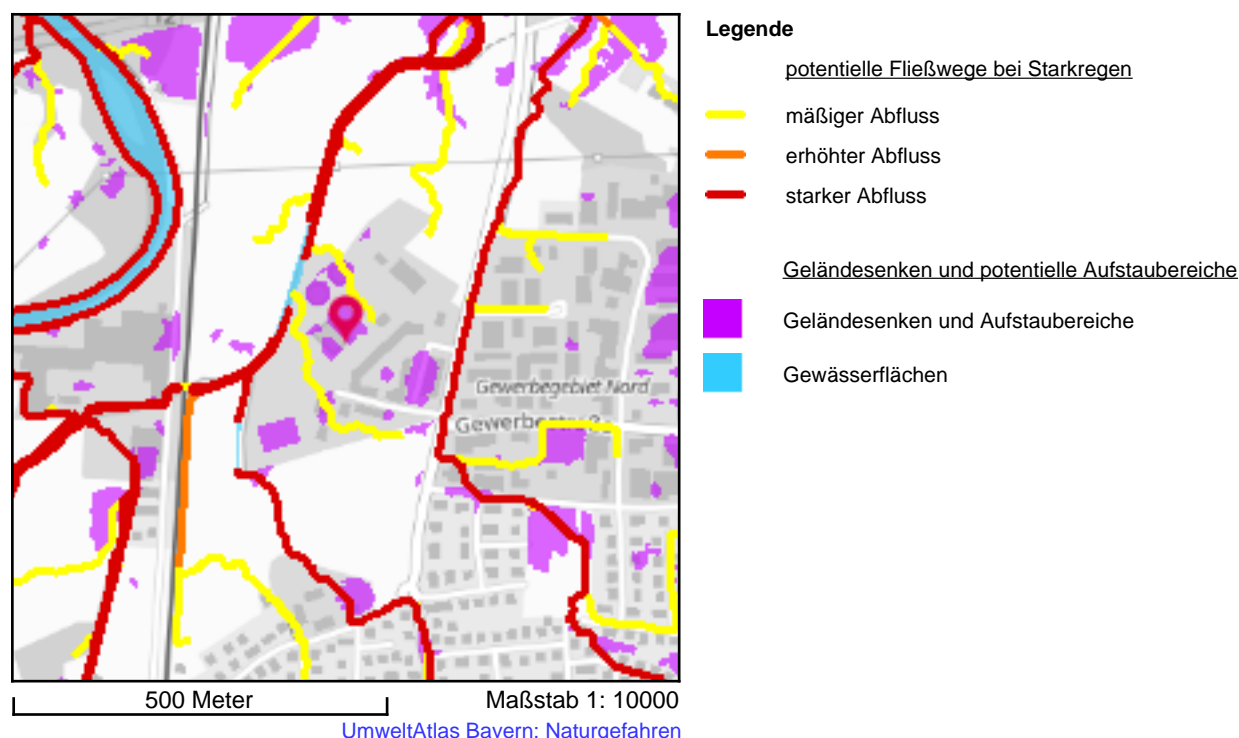 Legende
potentielle Fließwege bei Starkregen
mäßiger Abfluss
erhöhter Abfluss
starker Abfluss
Geländesenken und potentielle Aufstaubereiche
Geländesenken und Aufstaubereiche
Gewässerflächen
Gewerbegebiet Nord
500 Meter
Maßstab 1: 10000
UmweltAtlas Bayern: Naturgefahren